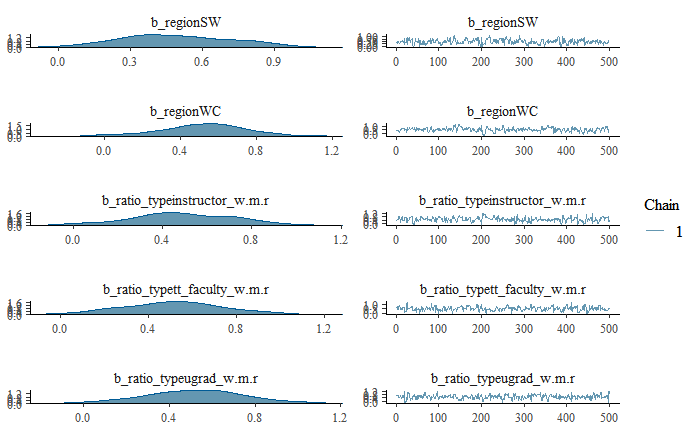 b_regionSW
0.0 0.3 0.6 0.9
b_regionSW
0 100 200 300 400 500
b_regionWC
0.0 0.4 0.8 1.2
b_regionWC
0 100 200 300 400 500
b_ratio_typeinstructor_w.m.r
0.0 0.4 0.8 1.2
b_ratio_typeinstructor_w.m.r
0 100 200 300 400 500
Chain
1
b_ratio_typett_faculty_w.m.r
0.0 0.4 0.8 1.2
b_ratio_typett_faculty_w.m.r
0 100 200 300 400 500
b_ratio_typeugrad_w.m.r
0.0 0.4 0.8 1.2
b_ratio_typeugrad_w.m.r
0 100 200 300 400 500